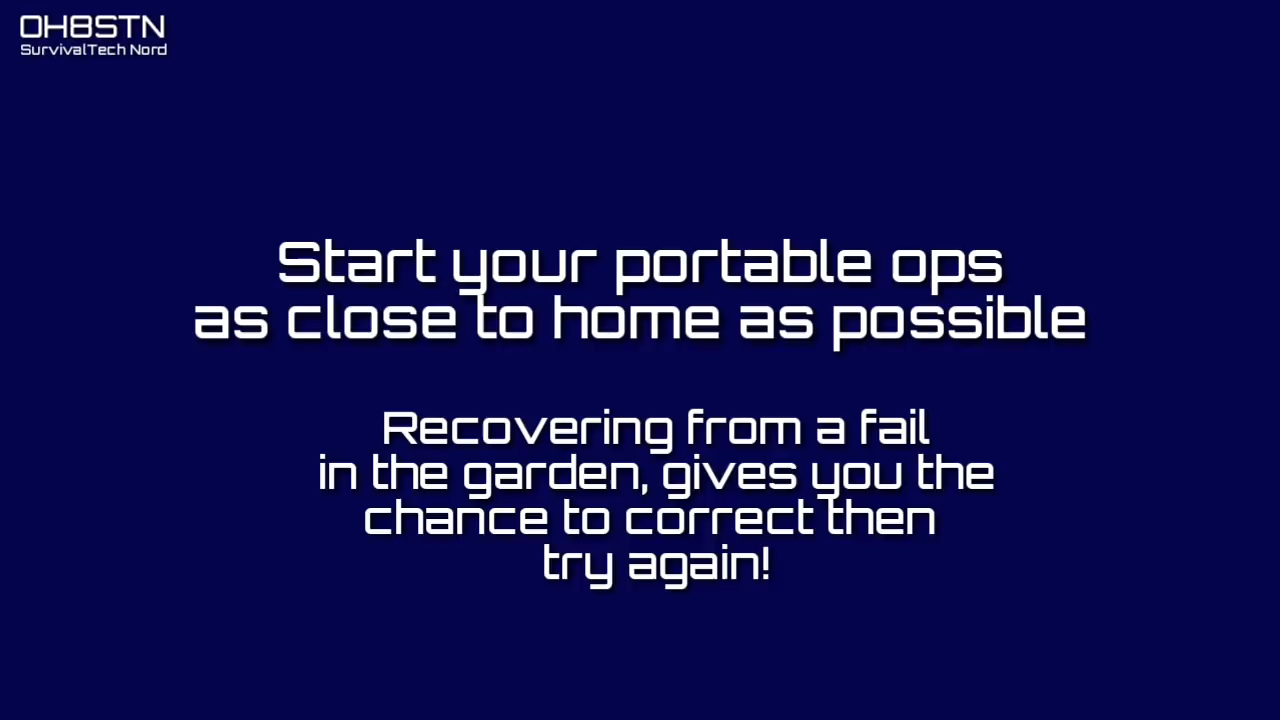 OH8STN
SurvivalTech Nord
Start your portable ops
as close to home as possible
Recovering from a fail
in the garden, gives you the
chance to correct then
try again!